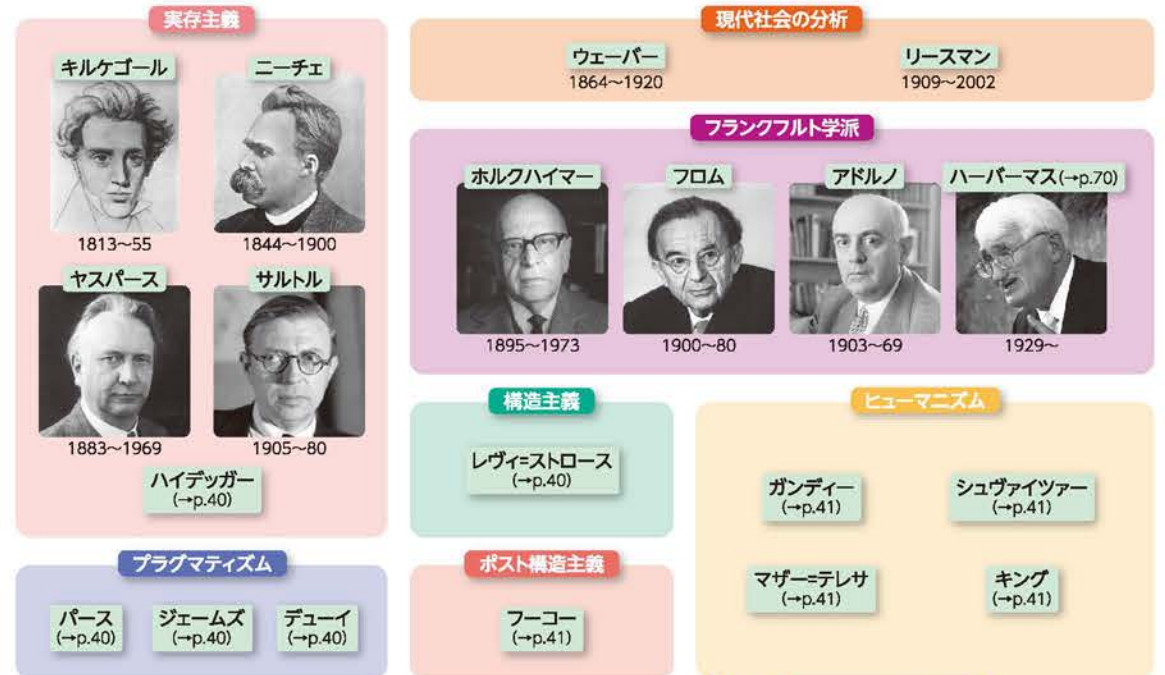 実存主義
キルケゴール
1813～55
ニーチェ
1844～1900
ヤスパース
1883～1969
サルトル
1905～80
ハイデッガー
(→p.40)
プラグマティズム
パース
(→p.40)
ジェームズ
(→p.40)
デューイ
(→p.40)
現代社会の分析
ウェーバー
1864～1920
リースマン
1909～2002
フランクフルト学派
ホルクハイマー
1895～1973
フロム
1900～80
アドルノ
1903～69
ハーバーマス(→p.70)
1929～
構造主義
レヴィ=ストロース
(→p.40)
ポスト構造主義
フーコー
(→p.41)
ヒューマニズム
ガンディー
(→p.41)
シュヴァイツァー
(→p.41)
マザー=テレサ
(→p.41)
キング
(→p.41)